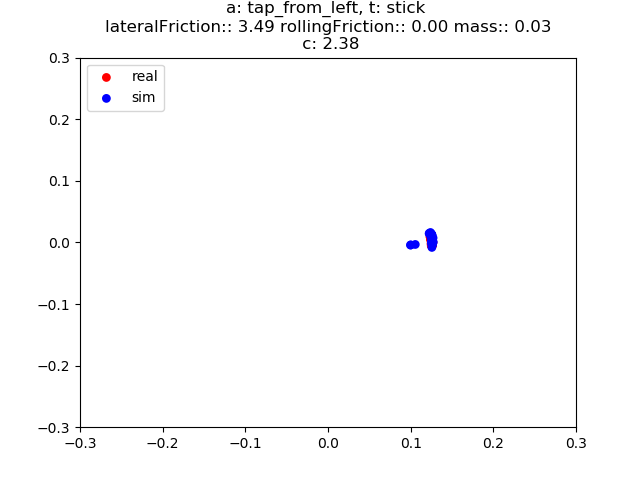 a: tap_from_left, t: stick
lateralFriction:: 3.49 rollingFriction:: 0.00 mass:: 0.03
c: 2.38
real
sim
0.3
0.2
0.1
0.0
−0.1
−0.2
−0.3
−0.3 −0.2 −0.1 0.0 0.1 0.2 0.3